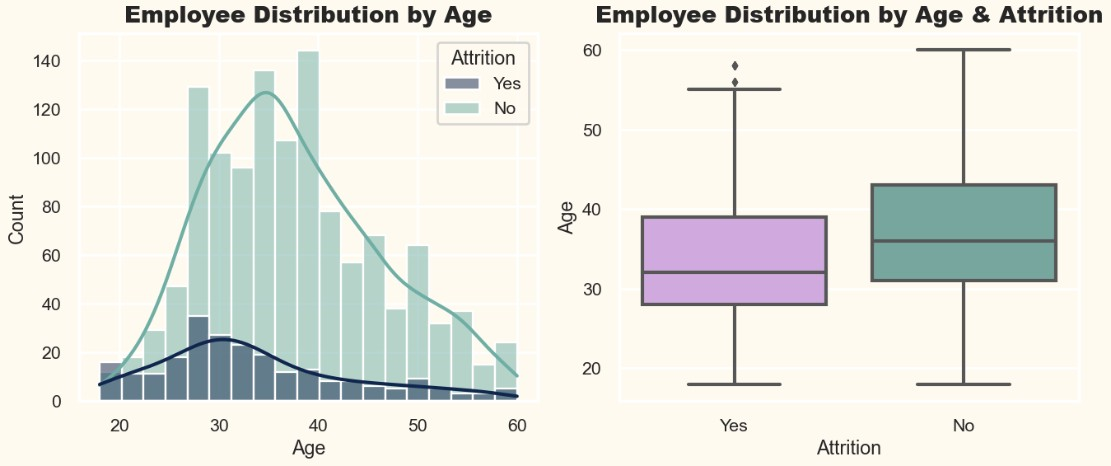 Employee Distribution by Age
Employee Distribution by Age & Attrition
Attrition
Yes
No
140
120
100
80
60
40
20
0
Count
20
30
40
50
60
Age
60
50
40
30
20
Age
Yes
No
Attrition